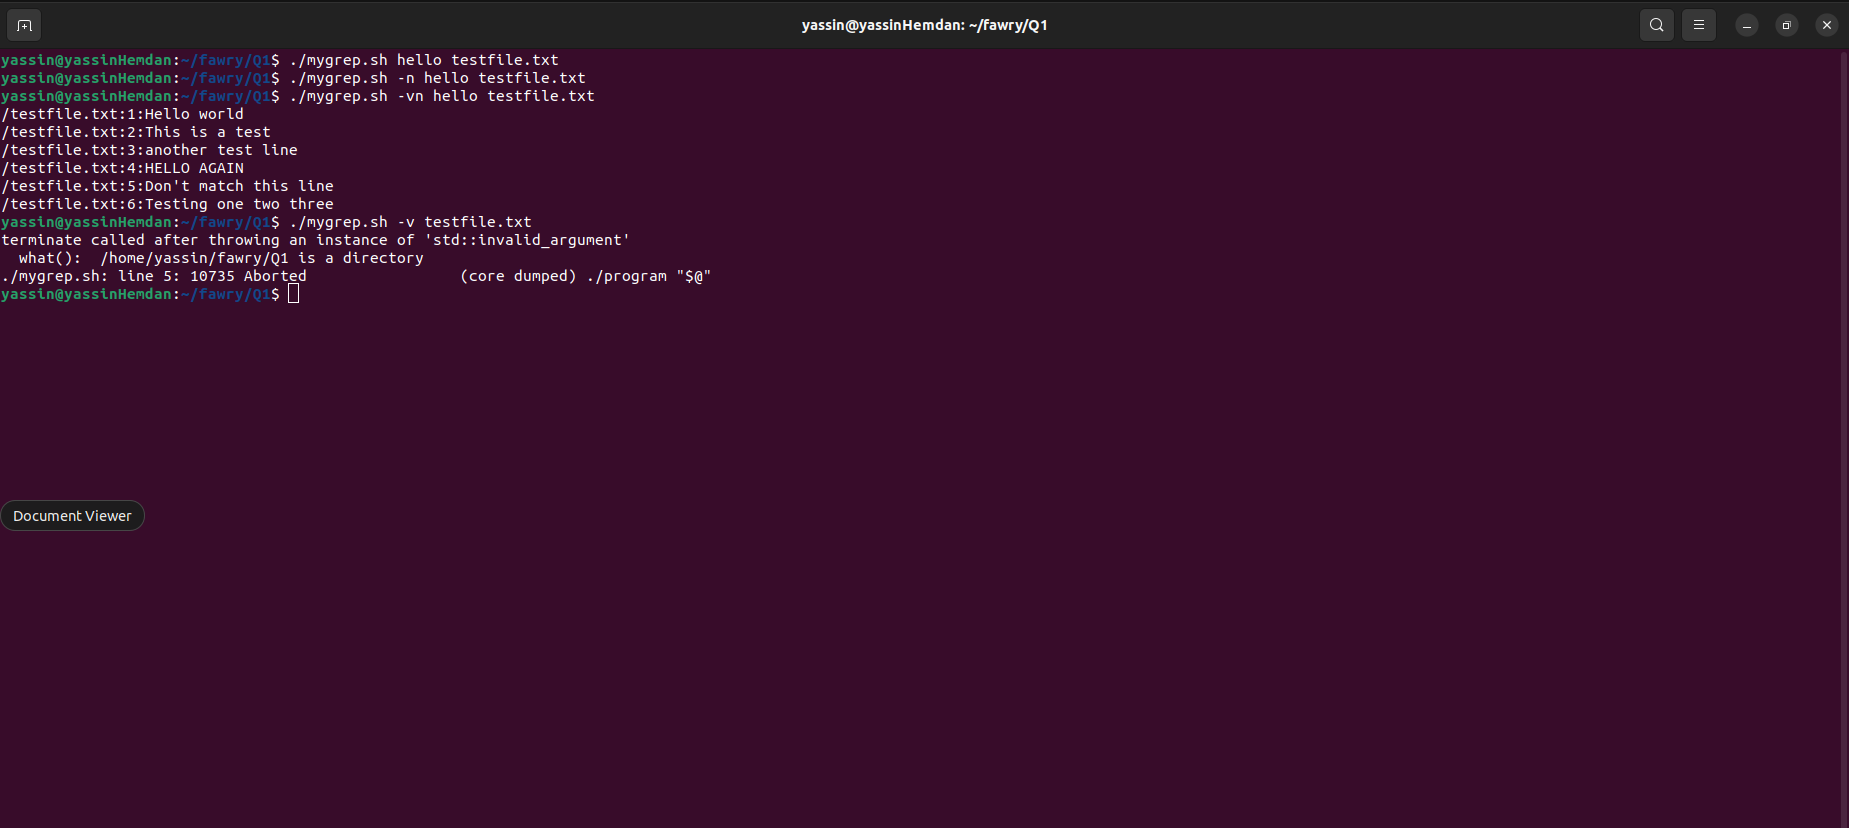 yassin@yassinHemdan: ~/fawry/Q1
yassin@yassinHemdan:~/fawry/Q1$ ./mygrep.sh hello testfile.txt
yassin@yassinHemdan:~/fawry/Q1$ ./mygrep.sh -n hello testfile.txt
yassin@yassinHemdan:~/fawry/Q1$ ./mygrep.sh -vn hello testfile.txt
/testfile.txt:1:Hello world
/testfile.txt:2:This is a test
/testfile.txt:3:another test line
/testfile.txt:4:HELLO AGAIN
/testfile.txt:5:Don't match this line
/testfile.txt:6:Testing one two three
yassin@yassinHemdan:~/fawry/Q1$ ./mygrep.sh -v testfile.txt
terminate called after throwing an instance of 'std::invalid_argument'
  what():  /home/yassin/fawry/Q1 is a directory
./mygrep.sh: line 5: 10735 Aborted                 (core dumped) ./program "$@"
yassin@yassinHemdan:~/fawry/Q1$
Document Viewer